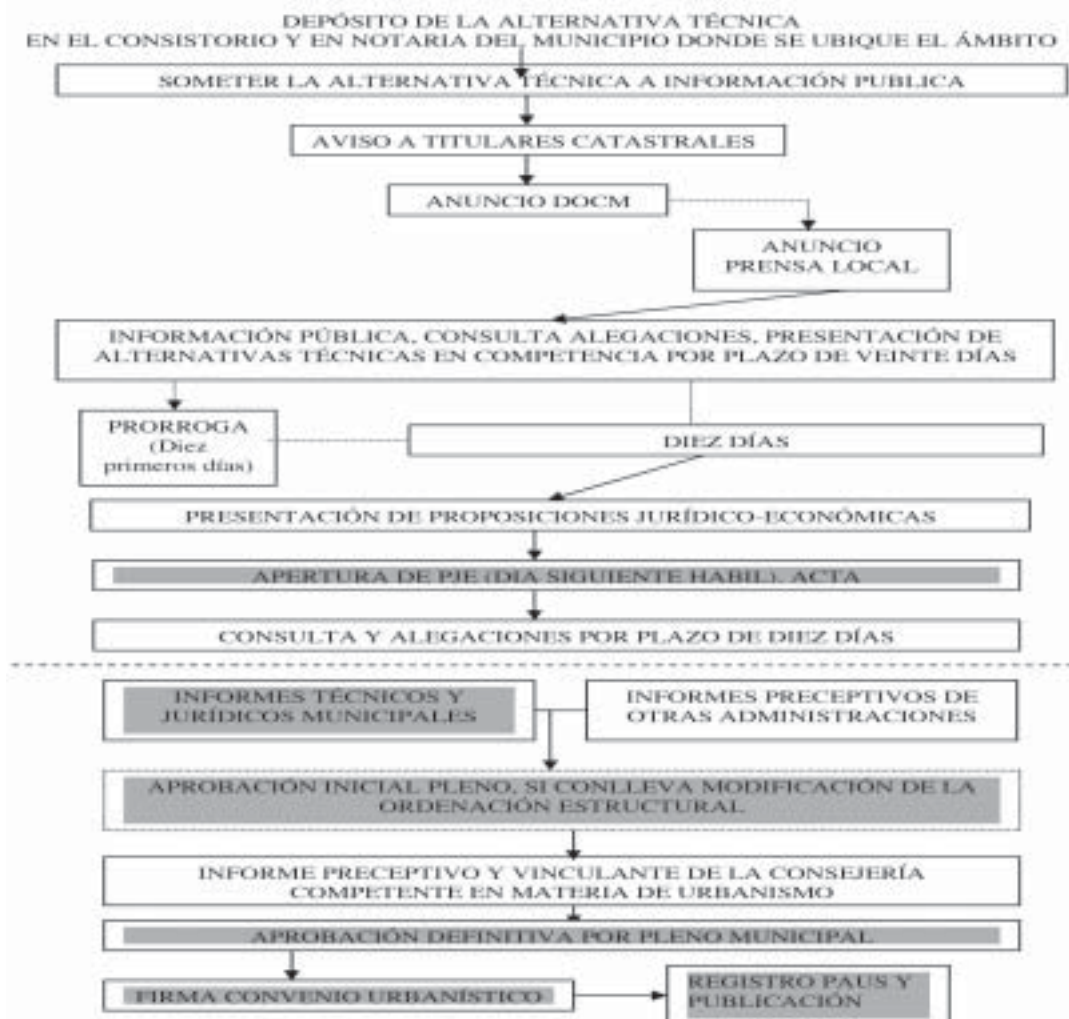 DEPÓSITO DE LA ALTERNATIVA TÉCNICA
EN EL CONSISTORIO Y EN NOTARIA DEL MUNICIPIO DONDE SE UBIQUE EL ÁMBITO
SOMETER LA ALTERNATIVA TÉCNICA A INFORMACIÓN PUBLICA
AVISO A TITULARES CATASTRALES
ANUNCIO DOCM
ANUNCIO
PRENSA LOCAL
INFORMACIÓN PÚBLICA, CONSULTA ALEGACIONES, PRESENTACIÓN DE
ALTERNATIVAS TÉCNICAS EN COMPETENCIA POR PLAZO DE VEINTE DÍAS
PRORROGA
(Diez
primeros días)
DIEZ DÍAS
PRESENTACIÓN DE PROPOSICIONES JURÍDICO-ECONÓMICAS
APERTURA DE PJE (DIA SIGUIENTE HABIL). ACTA
CONSULTA Y ALEGACIONES POR PLAZO DE DIEZ DÍAS
INFORMES TÉCNICOS Y
JURÍDICOS MUNICIPALES
INFORMES PRECEPTIVOS DE
OTRAS ADMINISTRACIONES
APROBACIÓN INICIAL PLENO, SI CONLLEVA MODIFICACIÓN DE LA
ORDENACIÓN ESTRUCTURAL
INFORME PRECEPTIVO Y VINCULANTE DE LA CONSEJERÍA
COMPETENTE EN MATERIA DE URBANISMO
APROBACIÓN DEFINITIVA POR PLENO MUNICIPAL
FIRMA CONVENIO URBANÍSTICO
REGISTRO PAUS Y
PUBLICACIÓN